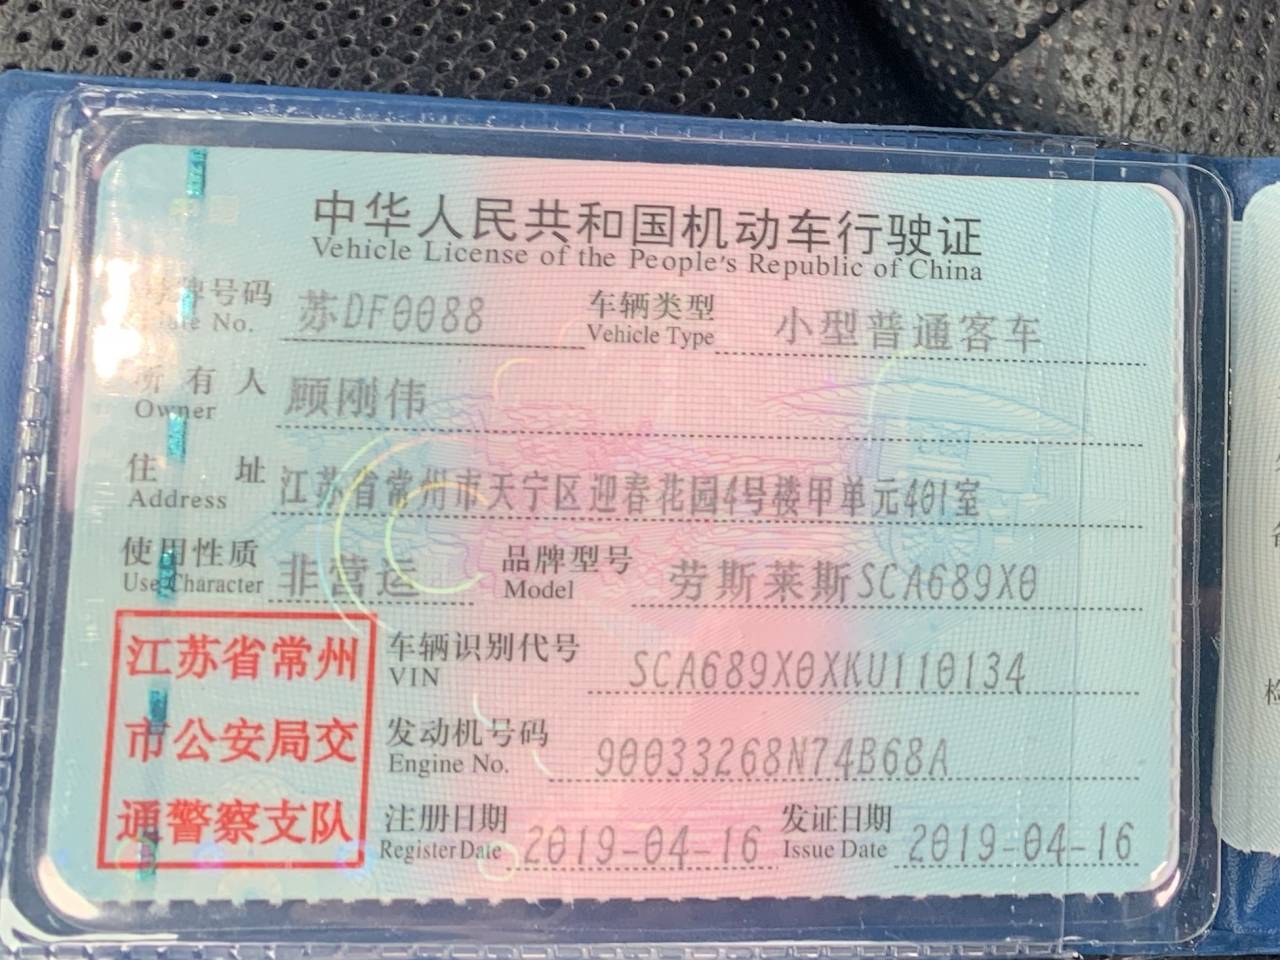 中华人民共和国机动车行驶证
Vehicle License of the People's Republic of China
号牌号码 苏DF0088 车辆类型 小型普通客车
Plate No. Vehicle Type
所有人 顾刚伟
Owner
住址 江苏省常州市天宁区迎春花园4号楼甲单元401室
Address
使用性质 非营运 品牌型号 劳斯莱斯SCA689X0
Use Character Model
江苏省常州
市公安局交
通警察支队
车辆识别代号 SCA689X0XKU110134
VIN
发动机号码 90033268N74B68A
Engine No.
注册日期 2019-04-16 发证日期 2019-04-16
Register Date Issue Date
检